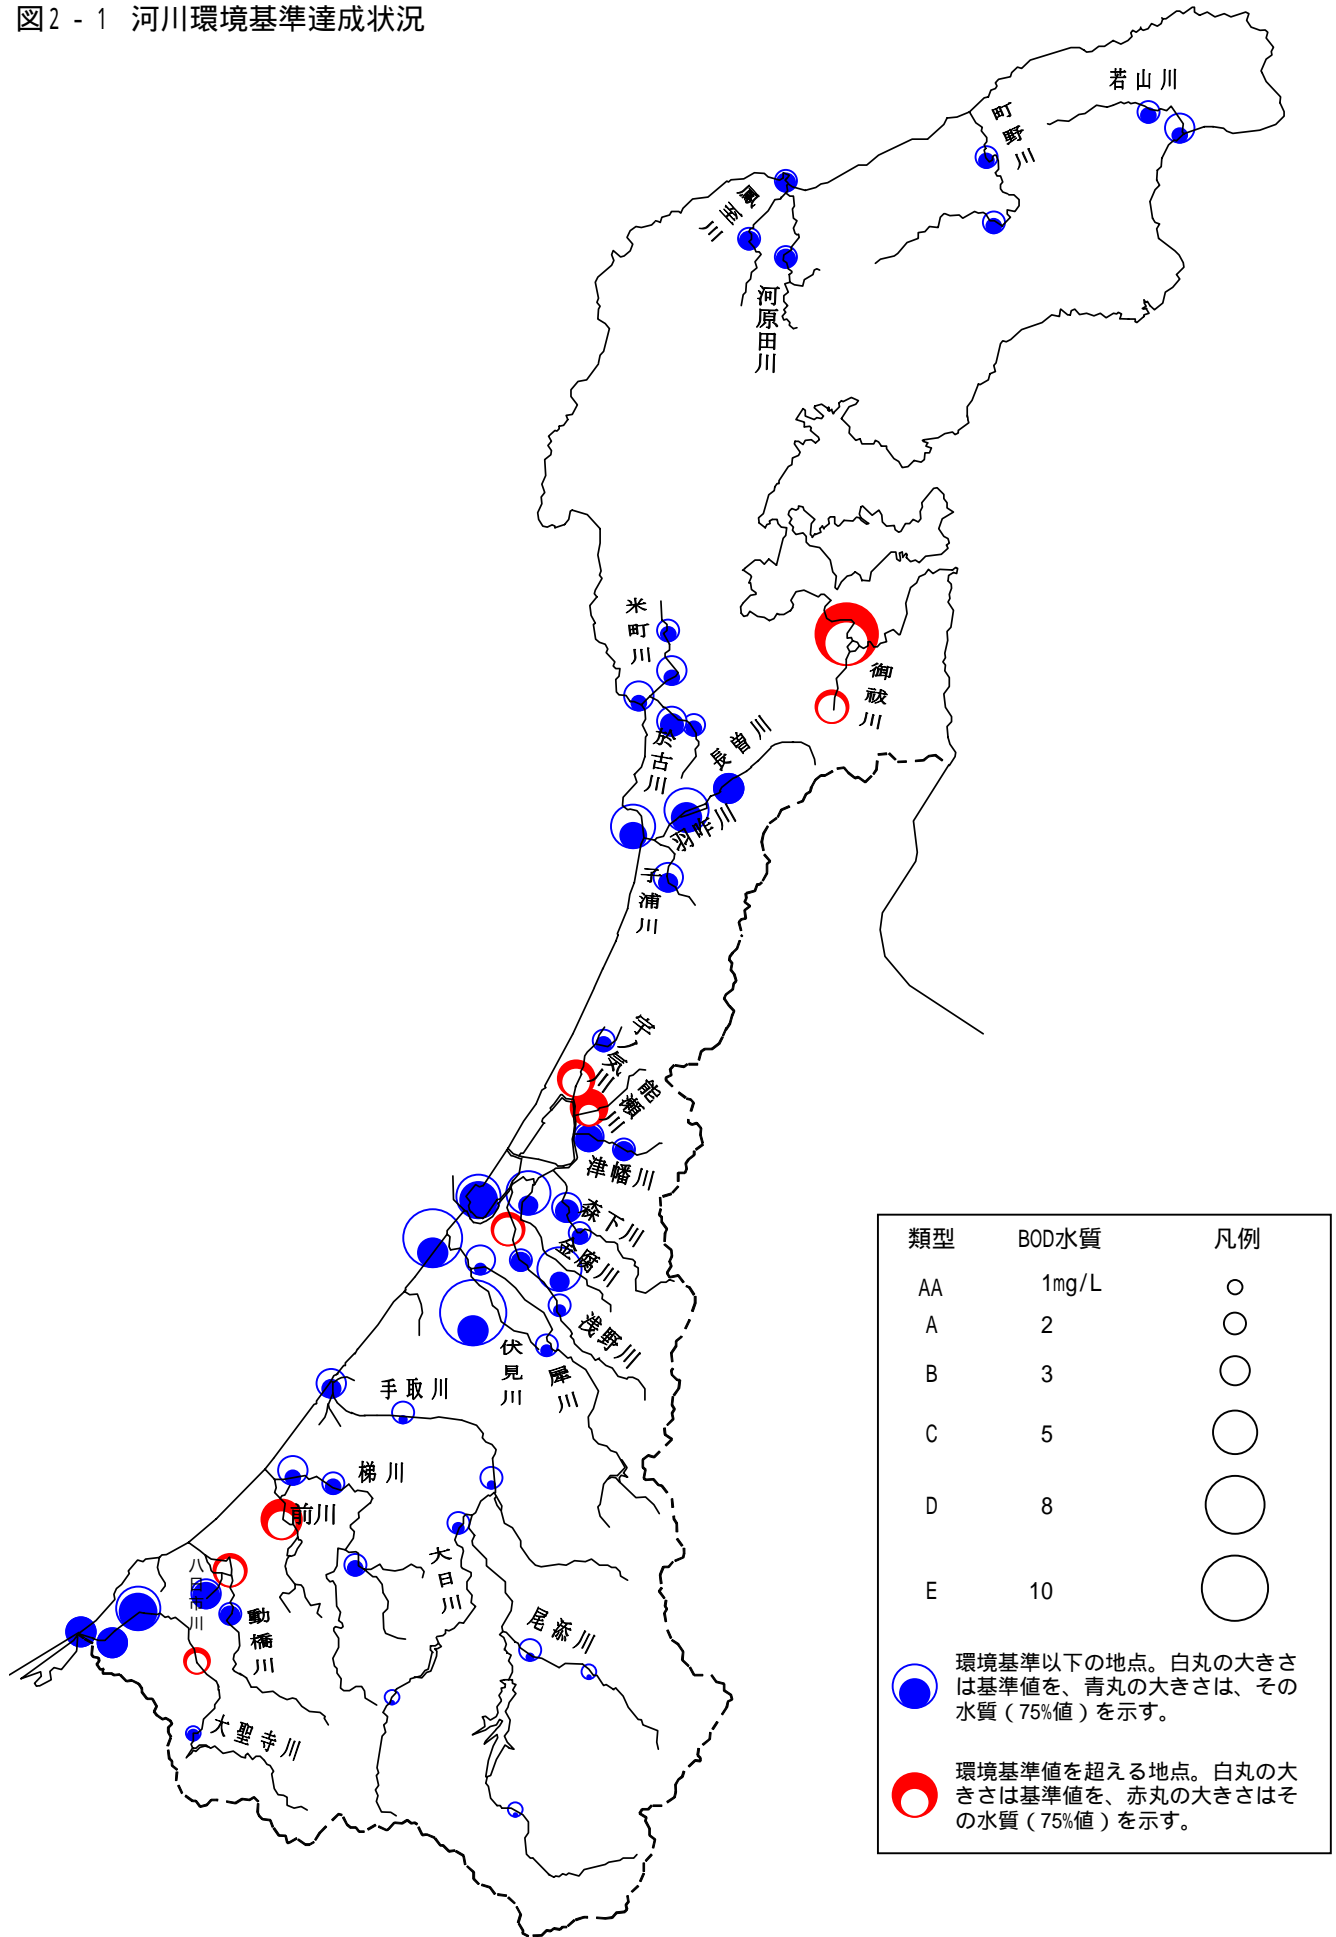 図2-1 河川環境基準達成状況
若山川
町野川
鳳至川
河原田川
米町川
御祓川
於古川
長曽川
羽咋川
子浦川
宇ノ気川
能瀬川
津幡川
森下川
金腐川
浅野川
犀川
伏見川
手取川
梯川
前川
大日川
八日市川
動橋川
尾添川
大聖寺川
類型 BOD水質 凡例
AA 1mg/L
A 2
B 3
C 5
D 8
E 10
環境基準以下の地点。白丸の大きさ
は基準値を、青丸の大きさは、その
水質（75%値）を示す。
環境基準値を超える地点。白丸の大
きさは基準値を、赤丸の大きさはそ
の水質（75%値）を示す。